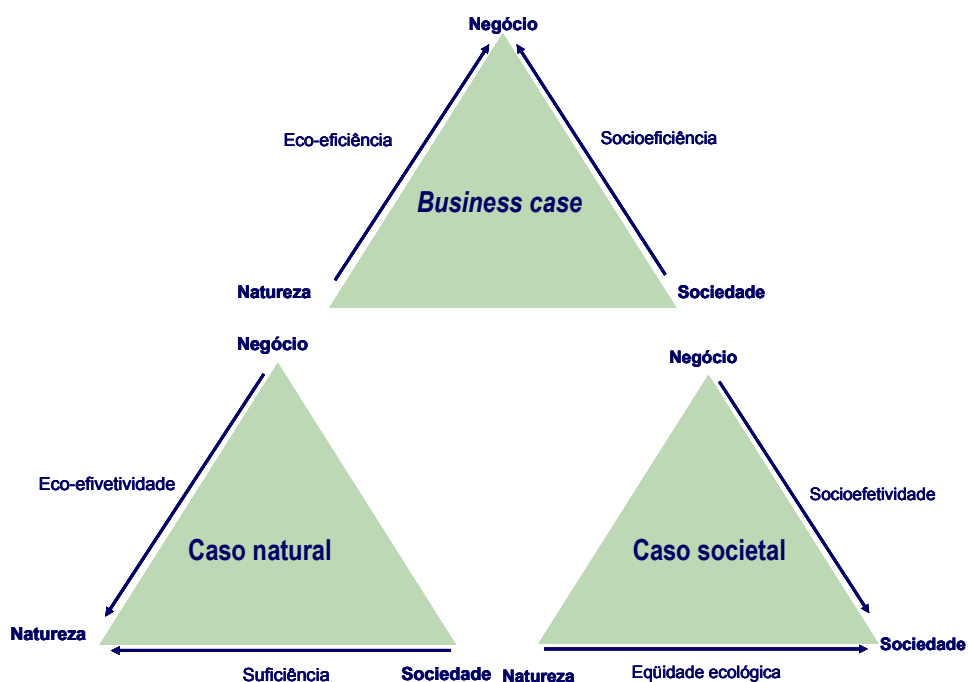 Negócio
Eco-eficiência
Socioeficiência
Business case
Natureza
Sociedade
Negócio
Eco-efivetividade
Caso natural
Natureza
Suficiência
Sociedade
Negócio
Socioefetividade
Caso societal
Natureza
Eqüidade ecológica
Sociedade